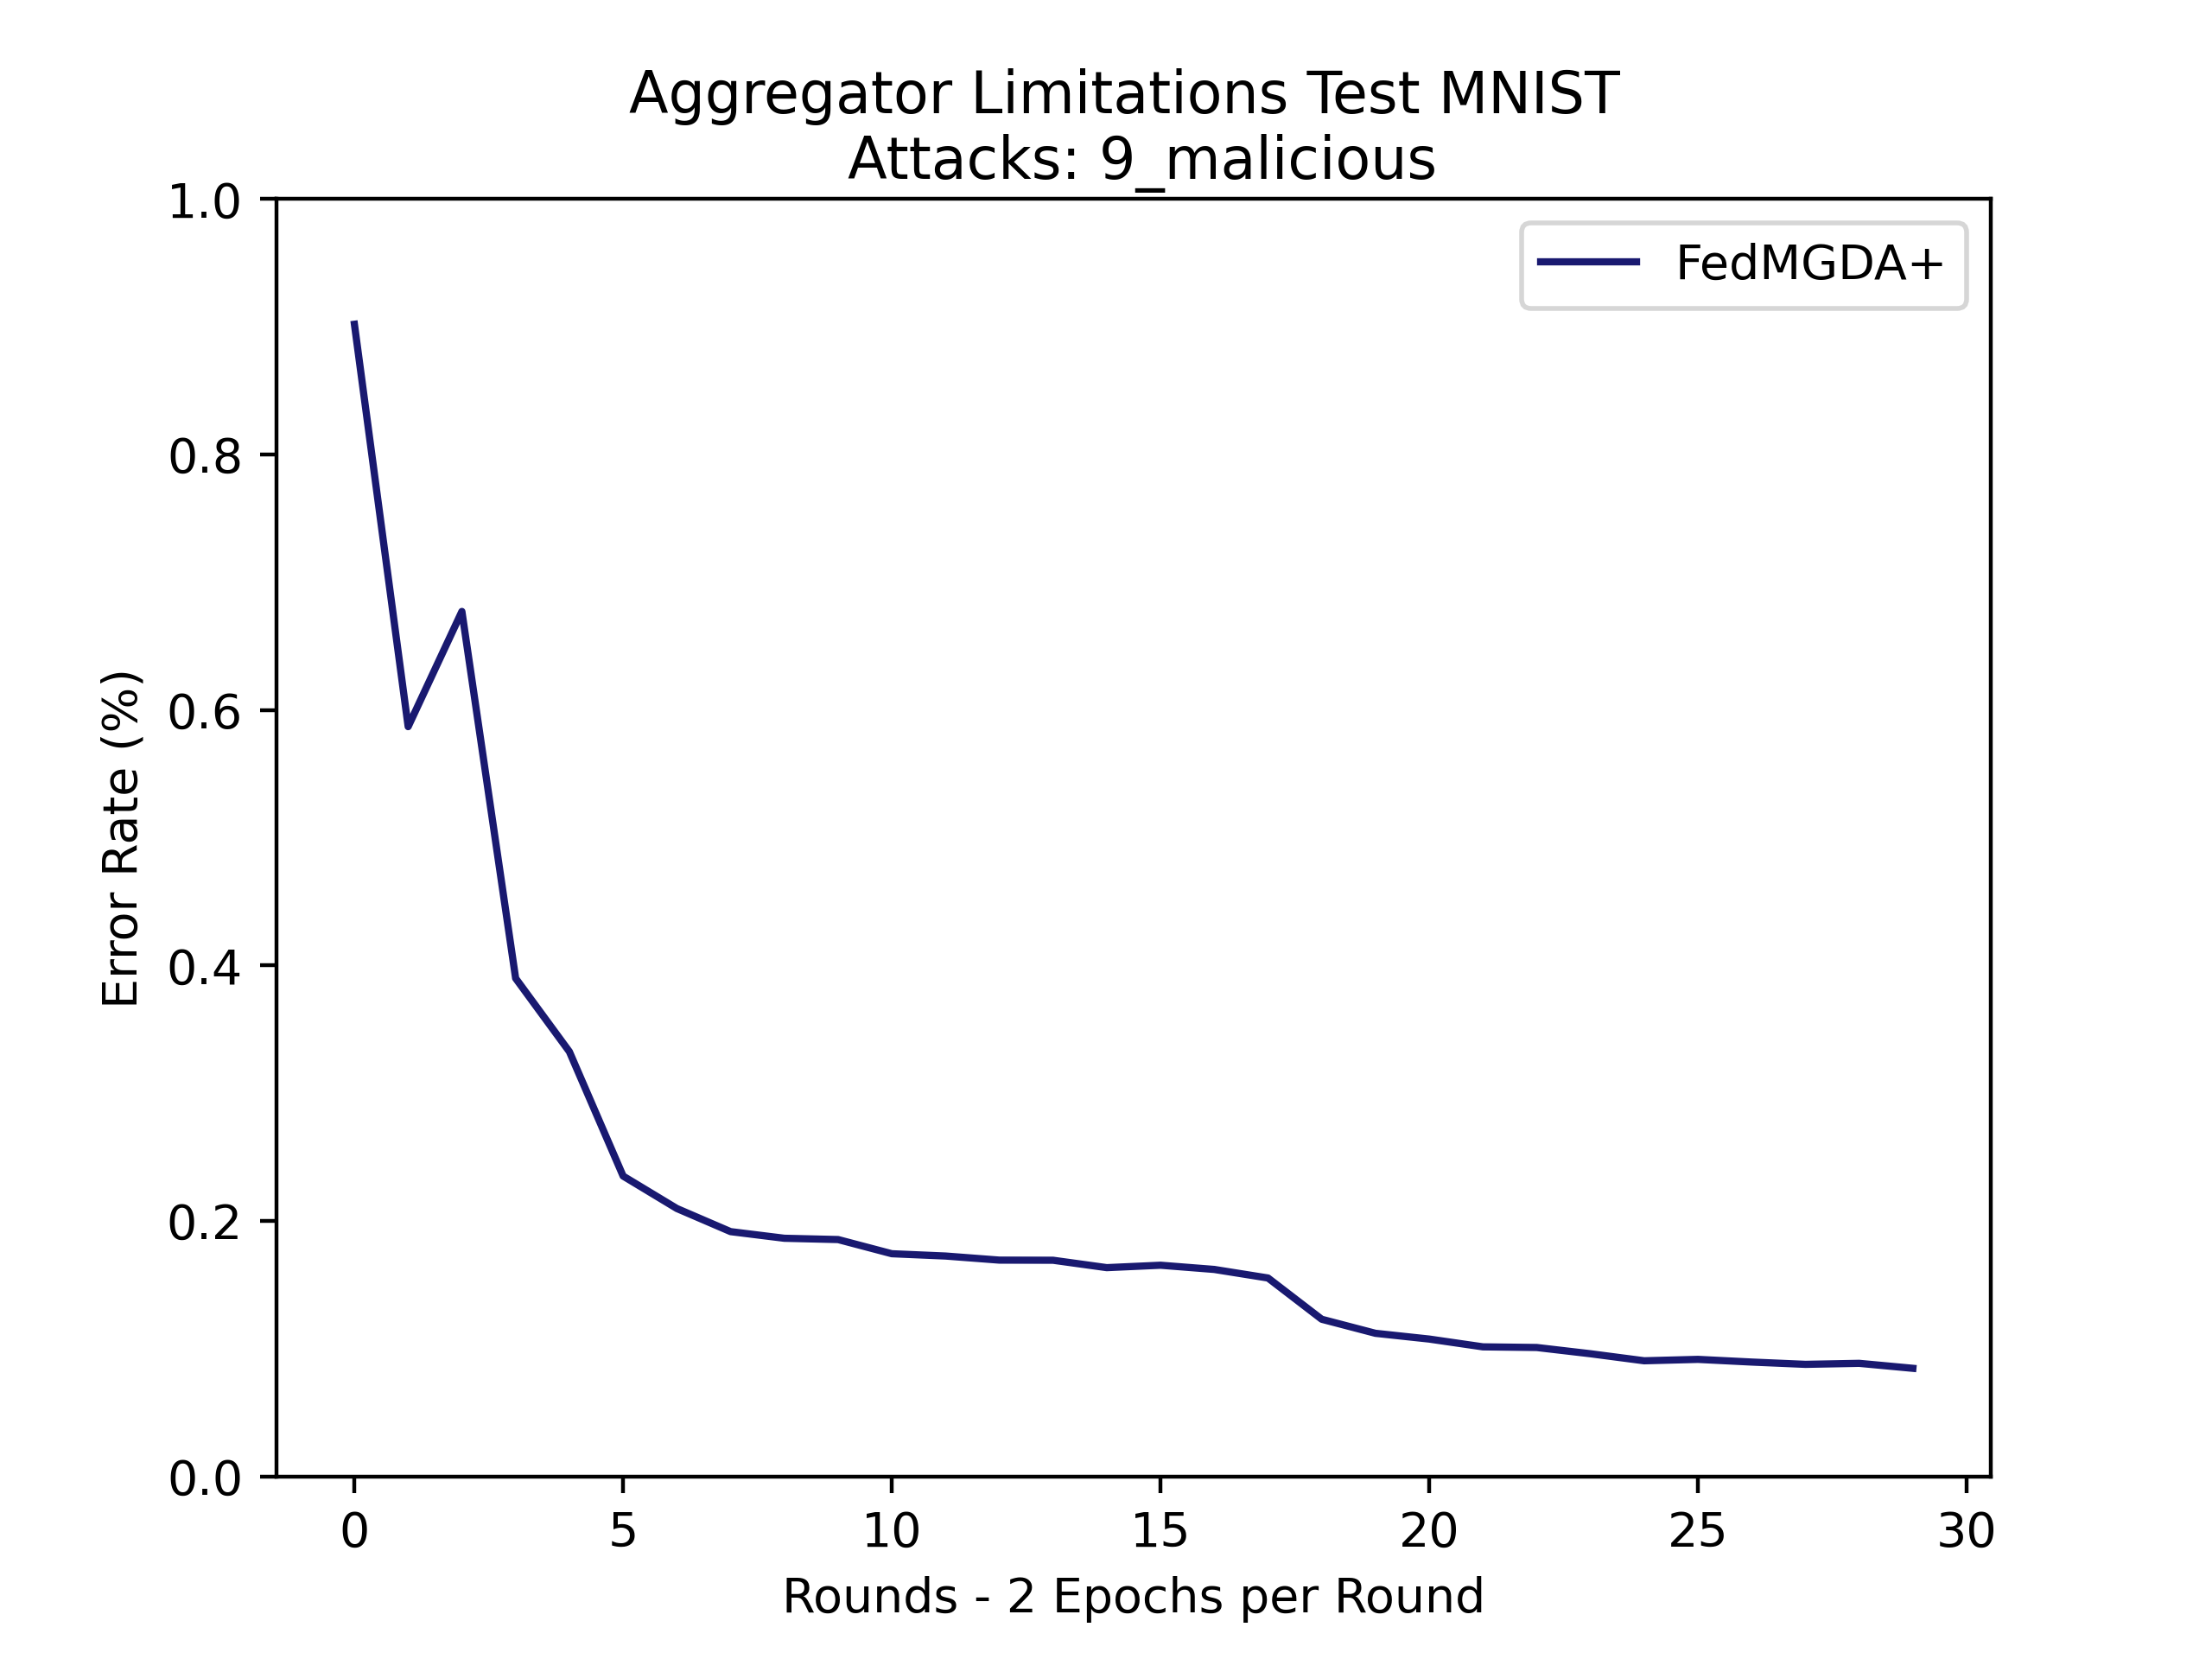 Aggregator Limitations Test MNIST
Attacks: 9_malicious
1.0
0.8
0.6
0.4
0.2
0.0
Error Rate (%)
FedMGDA+
0 5 10 15 20 25 30
Rounds - 2 Epochs per Round